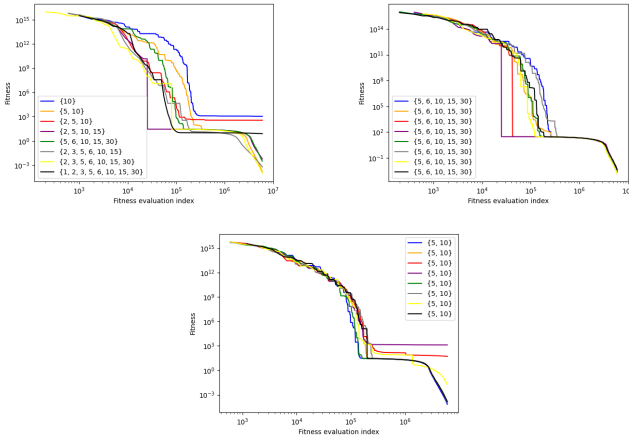 10^15
10^12
10^9
10^6
10^3
10^0
10^-3
Fitness
{10}
{5, 10}
{2, 5, 10}
{2, 5, 10, 15}
{5, 6, 10, 15, 30}
{2, 3, 5, 6, 10, 15}
{2, 3, 5, 6, 10, 15, 30}
{1, 2, 3, 5, 6, 10, 15, 30}
10^3 10^4 10^5 10^6 10^7
Fitness evaluation index
10^14
10^11
10^8
10^5
10^2
10^-1
Fitness
{5, 6, 10, 15, 30}
{5, 6, 10, 15, 30}
{5, 6, 10, 15, 30}
{5, 6, 10, 15, 30}
{5, 6, 10, 15, 30}
{5, 6, 10, 15, 30}
{5, 6, 10, 15, 30}
{5, 6, 10, 15, 30}
10^3 10^4 10^5 10^6
Fitness evaluation index
10^15
10^12
10^9
10^6
10^3
10^0
10^-3
Fitness
{5, 10}
{5, 10}
{5, 10}
{5, 10}
{5, 10}
{5, 10}
{5, 10}
{5, 10}
10^3 10^4 10^5 10^6
Fitness evaluation index